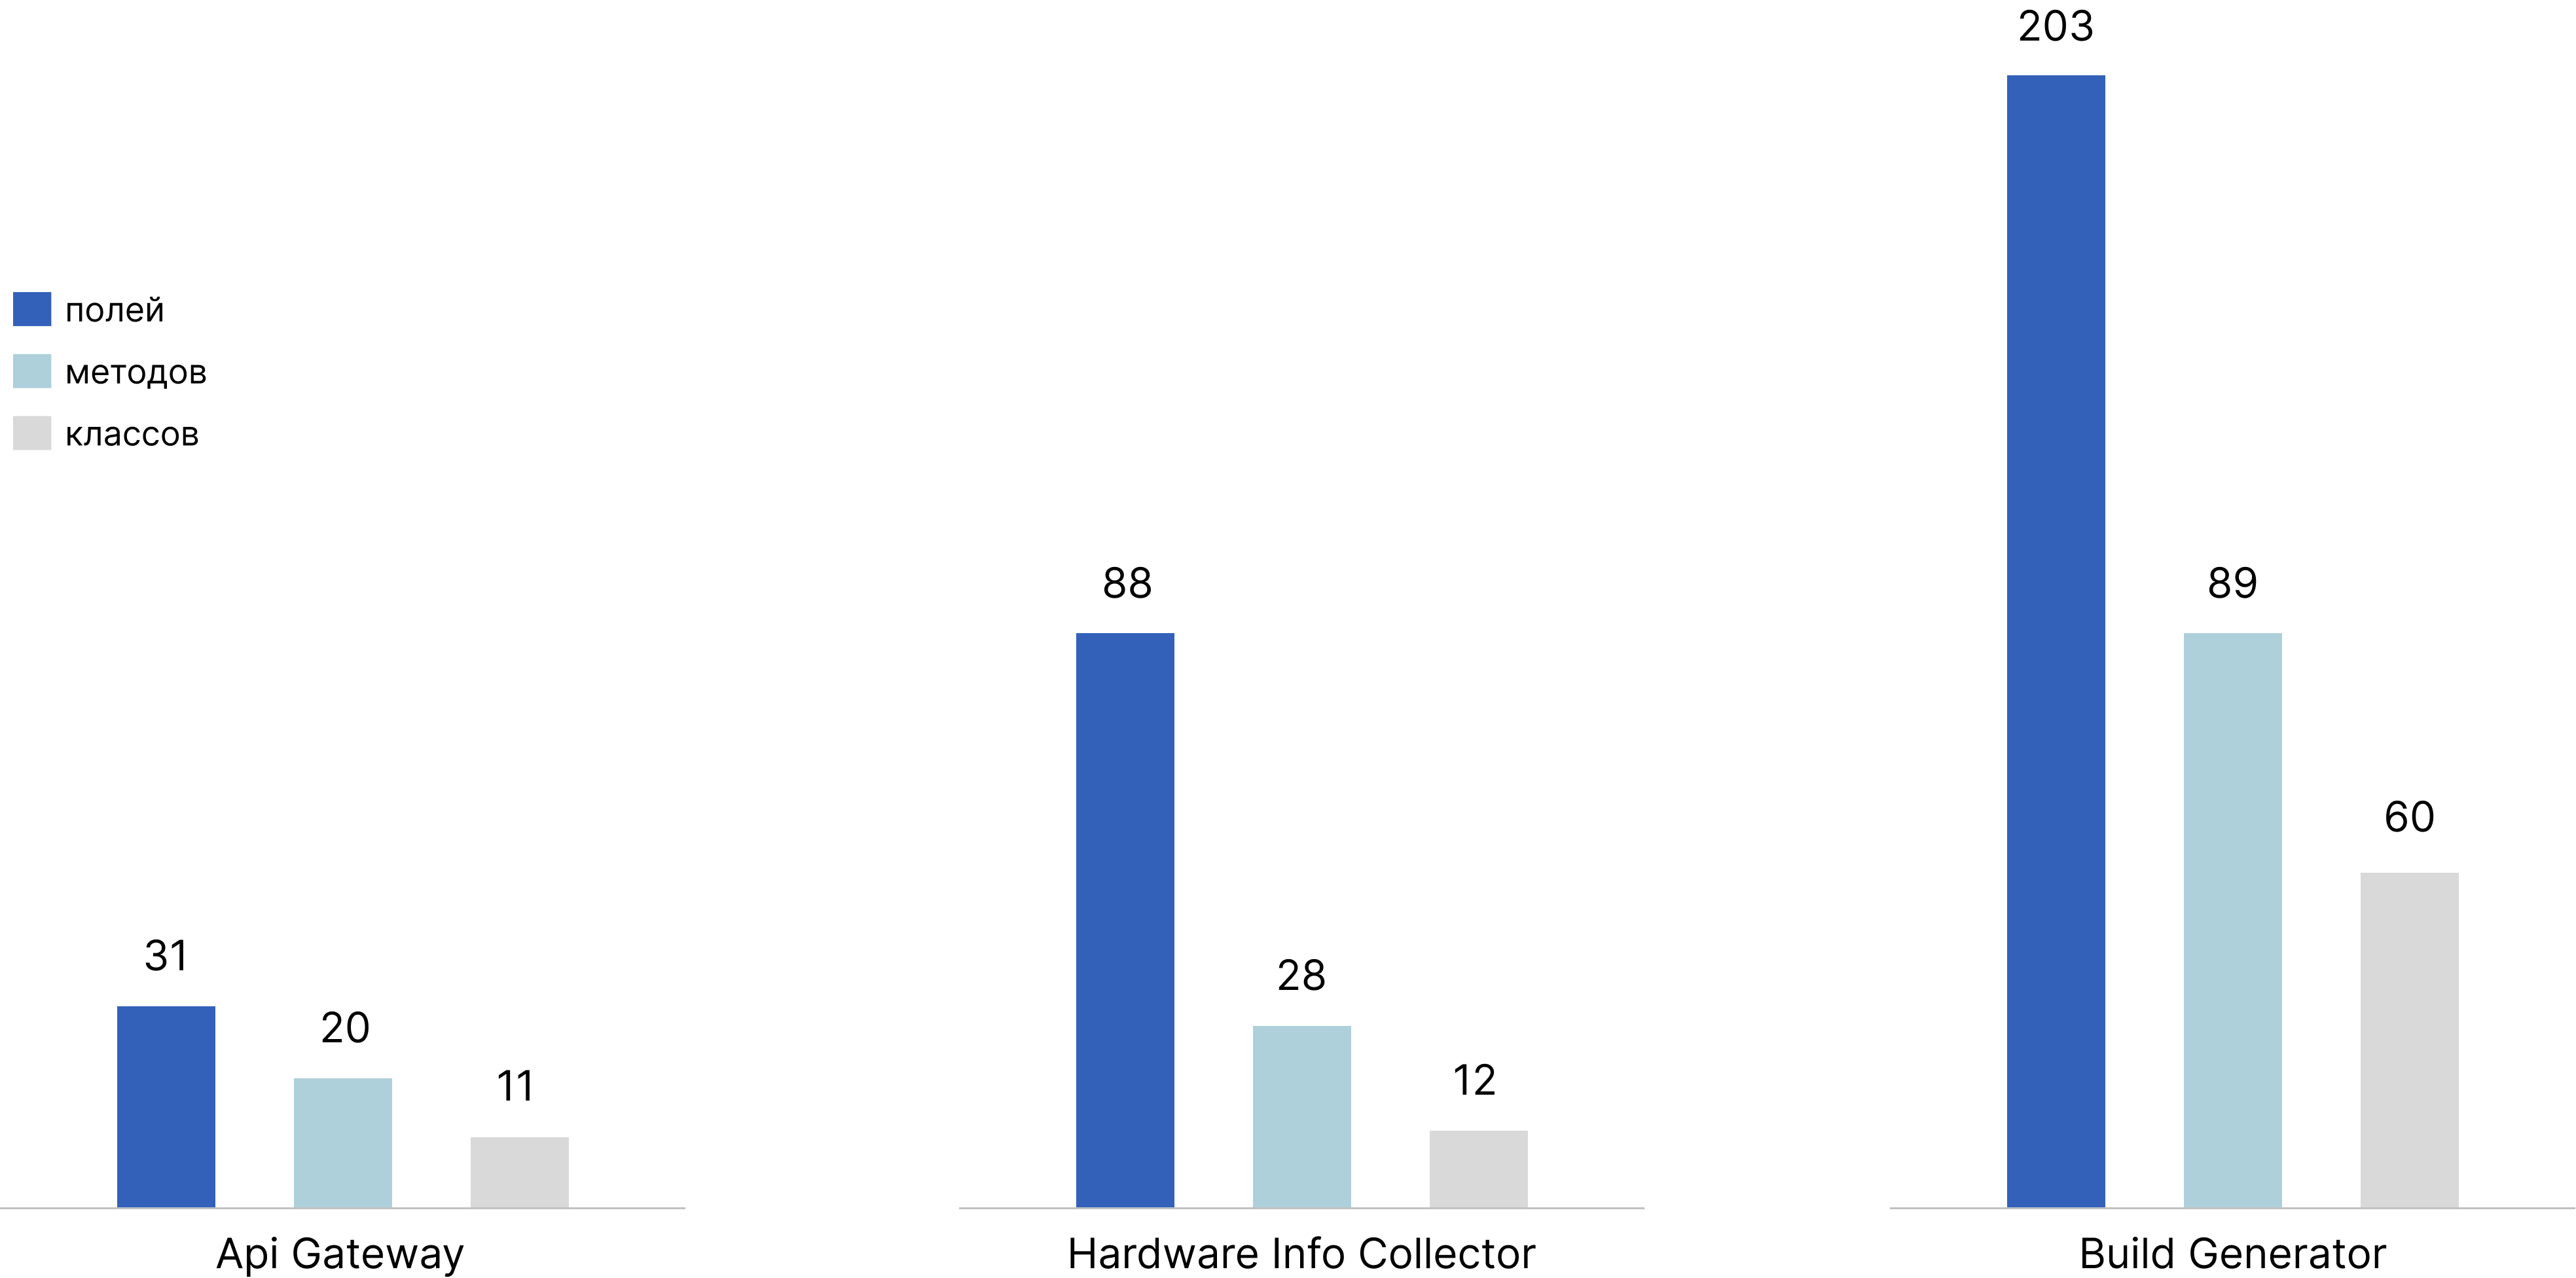 полей
методов
классов
31
20
11
Api Gateway
88
28
12
Hardware Info Collector
203
89
60
Build Generator